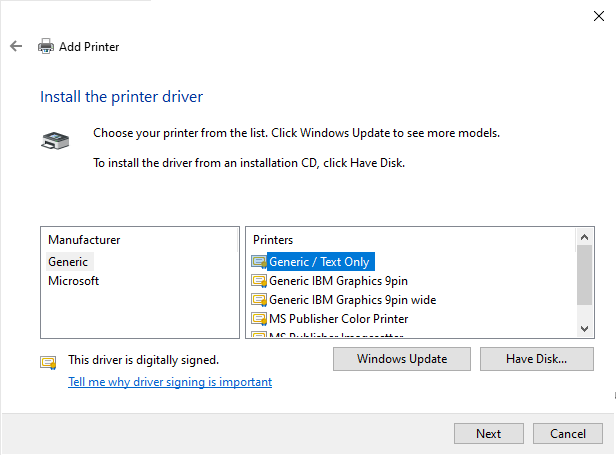 Add Printer
Install the printer driver
Choose your printer from the list. Click Windows Update to see more models.
To install the driver from an installation CD, click Have Disk.
Manufacturer
Generic
Microsoft
Printers
Generic / Text Only
Generic IBM Graphics 9pin
Generic IBM Graphics 9pin wide
MS Publisher Color Printer
MS Publisher Imagesetter
This driver is digitally signed.
Tell me why driver signing is important
Windows Update
Have Disk...
Next
Cancel